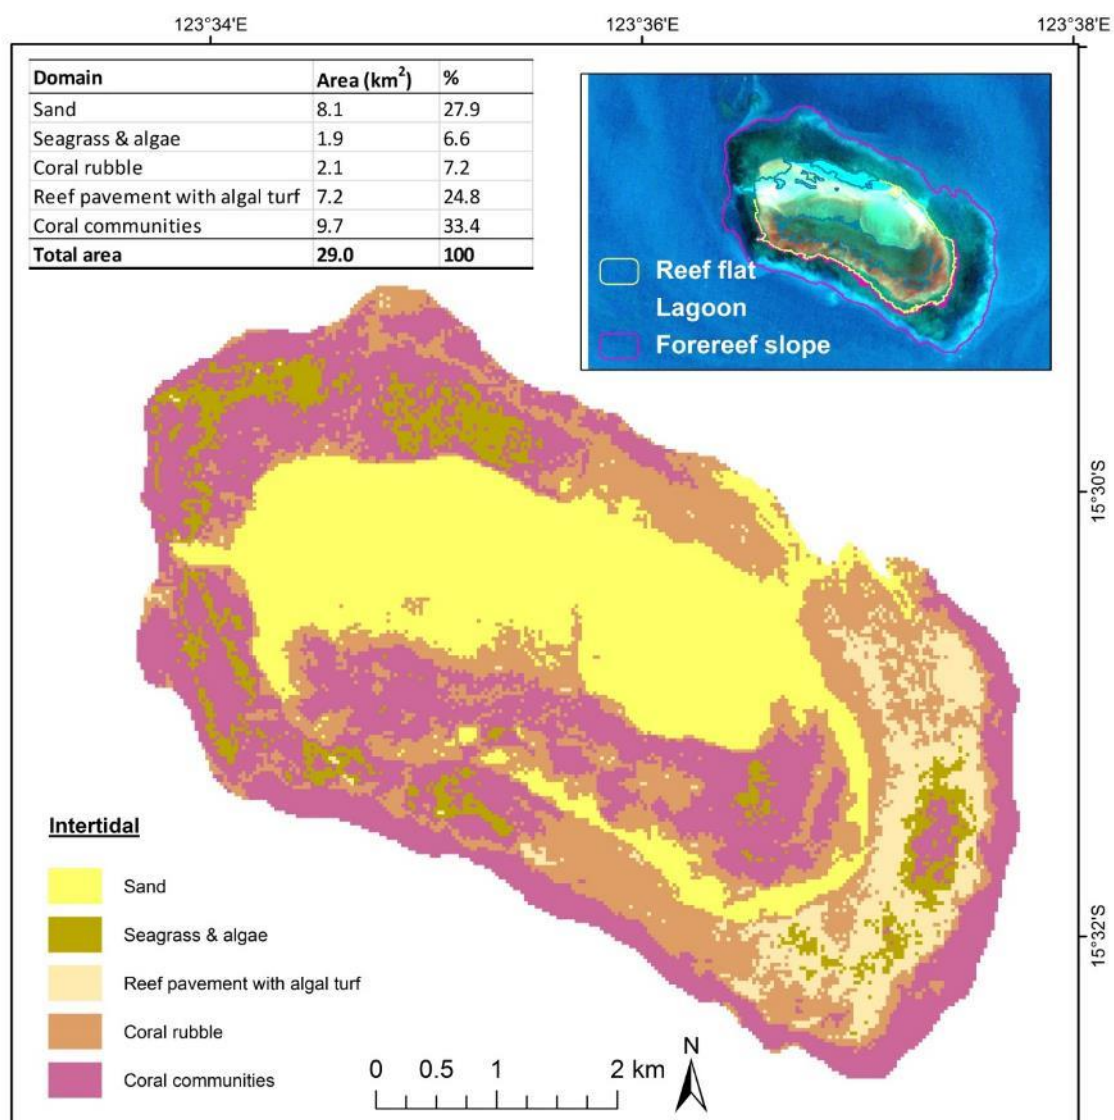 123°34'E
123°36'E
123°38'E
Domain Area (km²) %
Sand 8.1 27.9
Seagrass & algae 1.9 6.6
Coral rubble 2.1 7.2
Reef pavement with algal turf 7.2 24.8
Coral communities 9.7 33.4
Total area 29.0 100
Reef flat
Lagoon
Forereef slope
15°30'S
15°32'S
Intertidal
Sand
Seagrass & algae
Reef pavement with algal turf
Coral rubble
Coral communities
0 0.5 1 2 km
N